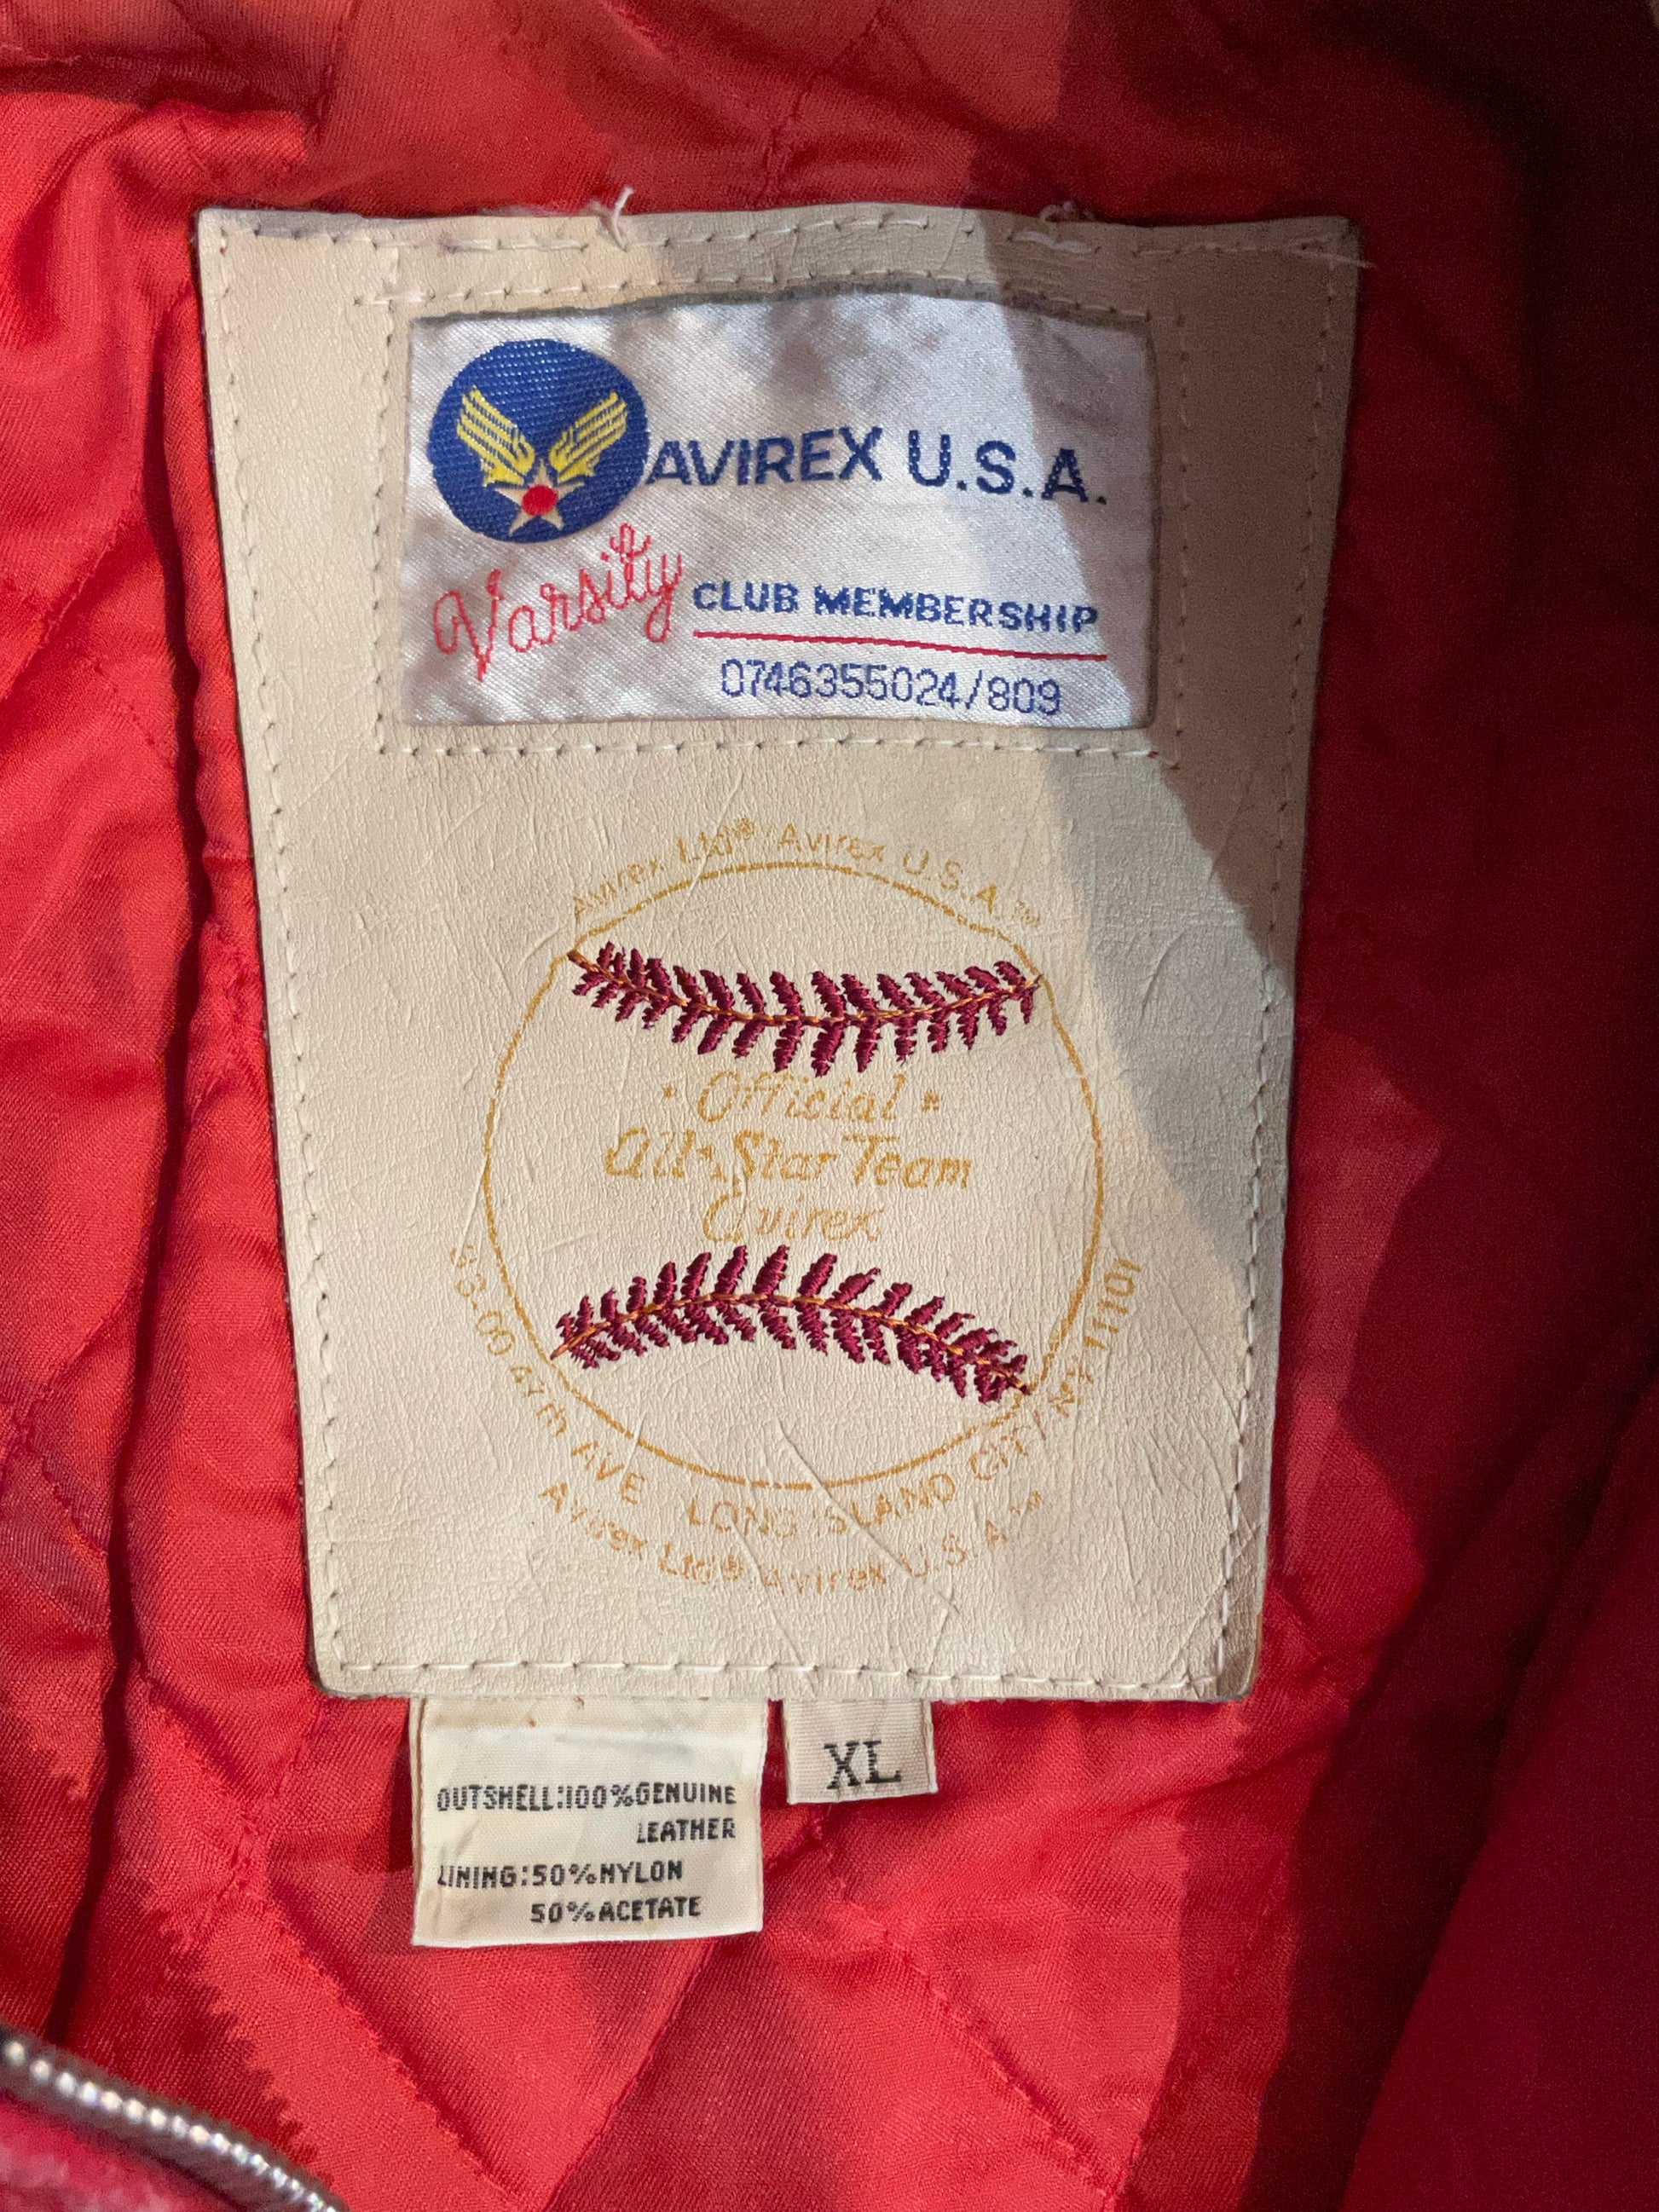 AVIREX U.S.A.
Varsity CLUB MEMBERSHIP
0746355024/809
Avirex Ltd® Avirex U.S.A.™
• Official •
All-Star Team
Avirex
43-00 47th AVE LONG ISLAND CITY NY 11101
Avirex Ltd® Avirex U.S.A.™
XL
OUTSHELL:100%GENUINE
LEATHER
LINING:50%NYLON
50%ACETATE